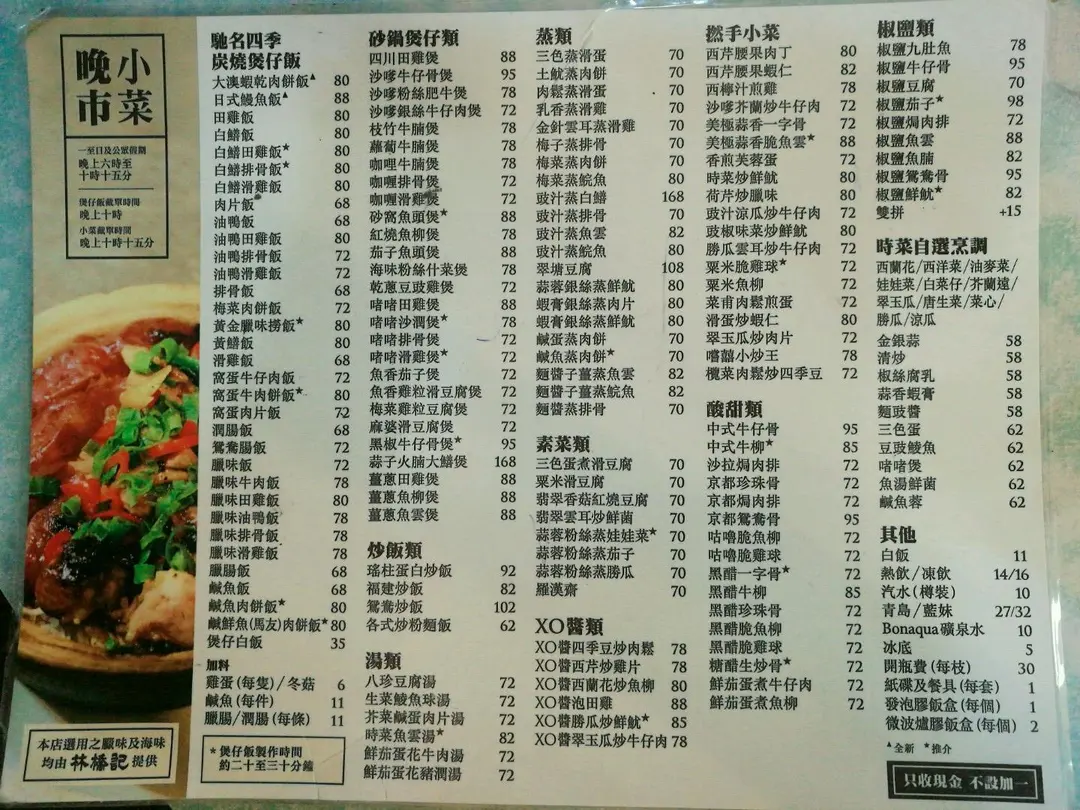 晚市
小菜
一至日及公眾假期
晚上六時至
十時十五分
煲仔飯截單時間
晚上十時
小菜截單時間
晚上十時十五分
本店選用之臘味及海味
均由 林榛記 提供
馳名四季
炭燒煲仔飯
大澳蝦乾肉餅飯▲ 80
日式鰻魚飯▲ 88
田雞飯 80
白鱔飯 80
白鱔田雞飯★ 80
白鱔排骨飯★ 80
白鱔滑雞飯 80
肉片飯 68
油鴨飯 68
油鴨田雞飯 80
油鴨排骨飯 72
油鴨滑雞飯 72
排骨飯 68
梅菜肉餅飯 72
黃金臘味撈飯★ 80
黃鱔飯 80
滑雞飯 68
窩蛋牛仔肉飯 72
窩蛋牛肉餅飯★ 80
窩蛋肉片飯 72
潤腸飯 68
鴛鴦腸飯 72
臘味飯 72
臘味牛肉飯 78
臘味田雞飯 80
臘味油鴨飯 78
臘味排骨飯 78
臘味滑雞飯 78
臘腸飯 68
鹹魚飯 68
鹹魚肉餅飯★ 80
鹹鮮魚(馬友)肉餅飯★ 80
煲仔白飯 35
加料
雞蛋(每隻)/冬菇 6
鹹魚(每件) 11
臘腸/潤腸(每條) 11
★煲仔飯製作時間
約二十至三十分鐘
砂鍋煲仔類
四川田雞煲 88
沙嗲牛仔骨煲 95
沙嗲粉絲肥牛煲 78
沙嗲銀絲牛仔肉煲 72
枝竹牛腩煲 78
蘿蔔牛腩煲 78
咖哩牛腩煲 78
咖喱排骨煲 72
咖喱滑雞煲 72
砂窩魚頭煲★ 88
紅燒魚柳煲 78
茄子魚頭煲 88
海味粉絲什菜煲 78
乾蔥豆豉雞煲 72
啫啫田雞煲 88
啫啫沙潤煲★ 78
啫啫排骨煲 72
啫啫滑雞煲★ 72
魚香茄子煲 72
魚香雞粒滑豆腐煲 72
梅菜雞粒豆腐煲 72
麻婆滑豆腐煲 72
黑椒牛仔骨煲★ 95
蒜子火腩大鱔煲 168
薑蔥田雞煲 88
薑蔥魚柳煲 88
薑蔥魚雲煲 88
炒飯類
瑤柱蛋白炒飯 92
福建炒飯 82
鴛鴦炒飯 102
各式炒粉麵飯 62
湯類
八珍豆腐湯 72
生菜鯪魚球湯 72
芥菜鹹蛋肉片湯 72
時菜魚雲湯★ 82
鮮茄蛋花牛肉湯 72
鮮茄蛋花豬潤湯 72
蒸類
三色蒸滑蛋 70
土魷蒸肉餅 70
肉鬆蒸滑蛋 70
乳香蒸滑雞 70
金針雲耳蒸滑雞 70
梅子蒸排骨 70
梅菜蒸肉餅 70
梅菜蒸鯇魚 80
豉汁蒸白鱔 168
豉汁蒸排骨 70
豉汁蒸魚雲 82
豉汁蒸鯇魚 80
翠塘豆腐 108
蒜蓉銀絲蒸鮮魷 80
蝦膏銀絲蒸肉片 80
蝦膏銀絲蒸鮮魷 80
鹹蛋蒸肉餅 70
鹹魚蒸肉餅★ 70
麵醬子薑蒸魚雲 82
麵醬子薑蒸鯇魚 82
麵醬蒸排骨 70
素菜類
三色蛋煮滑豆腐 70
粟米滑豆腐 70
翡翠香菇紅燒豆腐 70
翡翠雲耳炒鮮菌 70
蒜蓉粉絲蒸娃娃菜★ 70
蒜蓉粉絲蒸茄子 70
蒜蓉粉絲蒸勝瓜 70
羅漢齋 70
XO醬類
XO醬四季豆炒肉鬆 78
XO醬西芹炒雞片 78
XO醬西蘭花炒魚柳 80
XO醬泡田雞 88
XO醬勝瓜炒鮮魷★ 85
XO醬翠玉瓜炒牛仔肉 78
撚手小菜
西芹腰果肉丁 80
西芹腰果蝦仁 82
西檸汁煎雞 78
沙嗲芥蘭炒牛仔肉 72
美極蒜香一字骨 72
美極蒜香脆魚雲★ 88
香煎芙蓉蛋 72
時菜炒鮮魷 80
荷芹炒臘味 80
豉汁涼瓜炒牛仔肉 72
豉椒味菜炒鮮魷 80
勝瓜雲耳炒牛仔肉 72
粟米脆雞球★ 72
粟米魚柳 72
菜甫肉鬆煎蛋 72
滑蛋炒蝦仁 80
翠玉瓜炒肉片 72
嚐囍小炒王 78
欖菜肉鬆炒四季豆 72
酸甜類
中式牛仔骨 95
中式牛柳★ 85
沙拉焗肉排 72
京都珍珠骨 72
京都焗肉排 72
京都鴛鴦骨 95
咕嚕脆魚柳 72
咕嚕脆雞球 72
黑醋一字骨★ 72
黑醋牛柳 85
黑醋珍珠骨 72
黑醋脆魚柳 72
黑醋脆雞球 72
糖醋生炒骨★ 72
鮮茄蛋煮牛仔肉 72
鮮茄蛋煮魚柳 72
椒鹽類
椒鹽九肚魚 78
椒鹽牛仔骨 95
椒鹽豆腐 70
椒鹽茄子★ 98
椒鹽焗肉排 72
椒鹽魚雲 88
椒鹽魚腩 82
椒鹽鴛鴦骨 95
椒鹽鮮魷★ 82
雙拼 +15
時菜自選烹調
西蘭花/西洋菜/油麥菜/
娃娃菜/白菜仔/芥蘭遠/
翠玉瓜/唐生菜/菜心/
勝瓜/涼瓜
金銀蒜 58
清炒 58
椒絲腐乳 58
蒜香蝦膏 58
麵豉醬 58
三色蛋 62
豆豉鯪魚 62
啫啫煲 62
魚湯鮮菌 62
鹹魚蓉 62
其他
白飯 11
熱飲/凍飲 14/16
汽水(樽裝) 10
青島/藍妹 27/32
Bonaqua礦泉水 10
冰底 5
開瓶費(每枝) 30
紙碟及餐具(每套) 1
發泡膠飯盒(每個) 1
微波爐膠飯盒(每個) 2
▲全新 ★推介
只收現金 不設加一